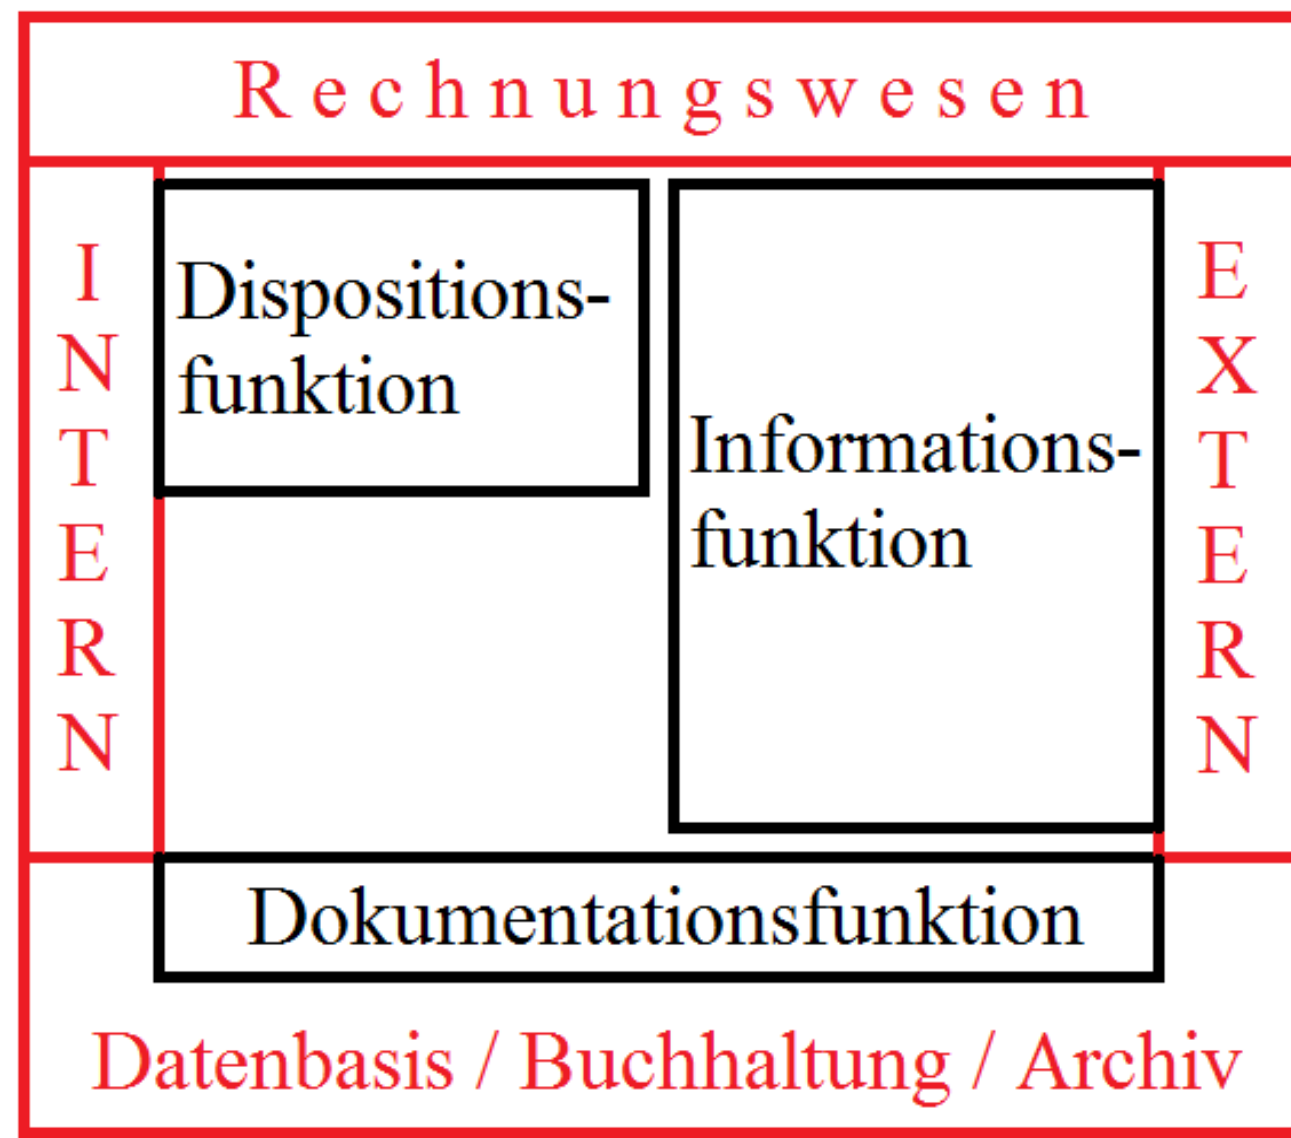 Rechnungswesen
INTERN
Dispositions-
funktion
Informations-
funktion
EXTERN
Dokumentationsfunktion
Datenbasis / Buchhaltung / Archiv